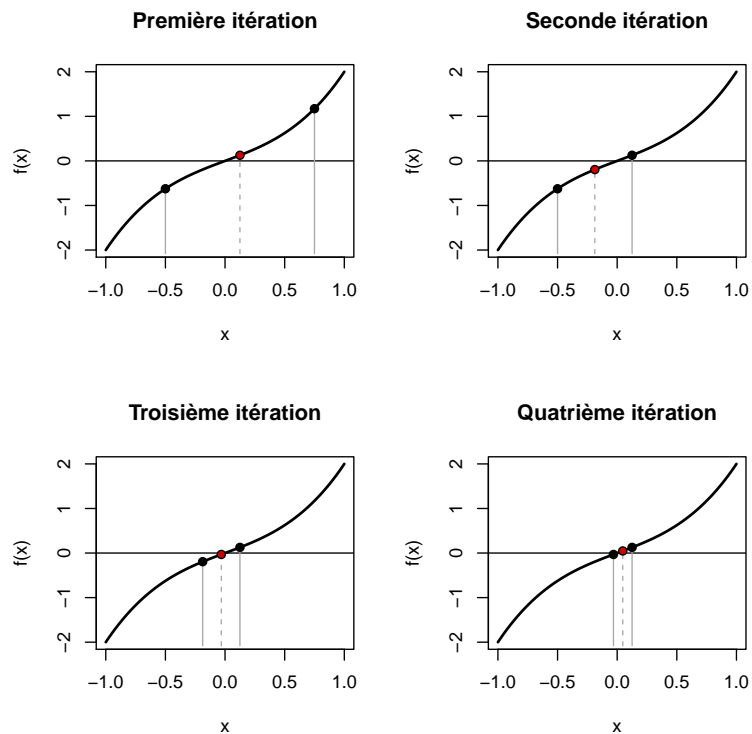 Première itération
2
1
0
−1
−2
f(x)
−1.0 −0.5 0.0 0.5 1.0
x
Seconde itération
2
1
0
−1
−2
f(x)
−1.0 −0.5 0.0 0.5 1.0
x
Troisième itération
2
1
0
−1
−2
f(x)
−1.0 −0.5 0.0 0.5 1.0
x
Quatrième itération
2
1
0
−1
−2
f(x)
−1.0 −0.5 0.0 0.5 1.0
x